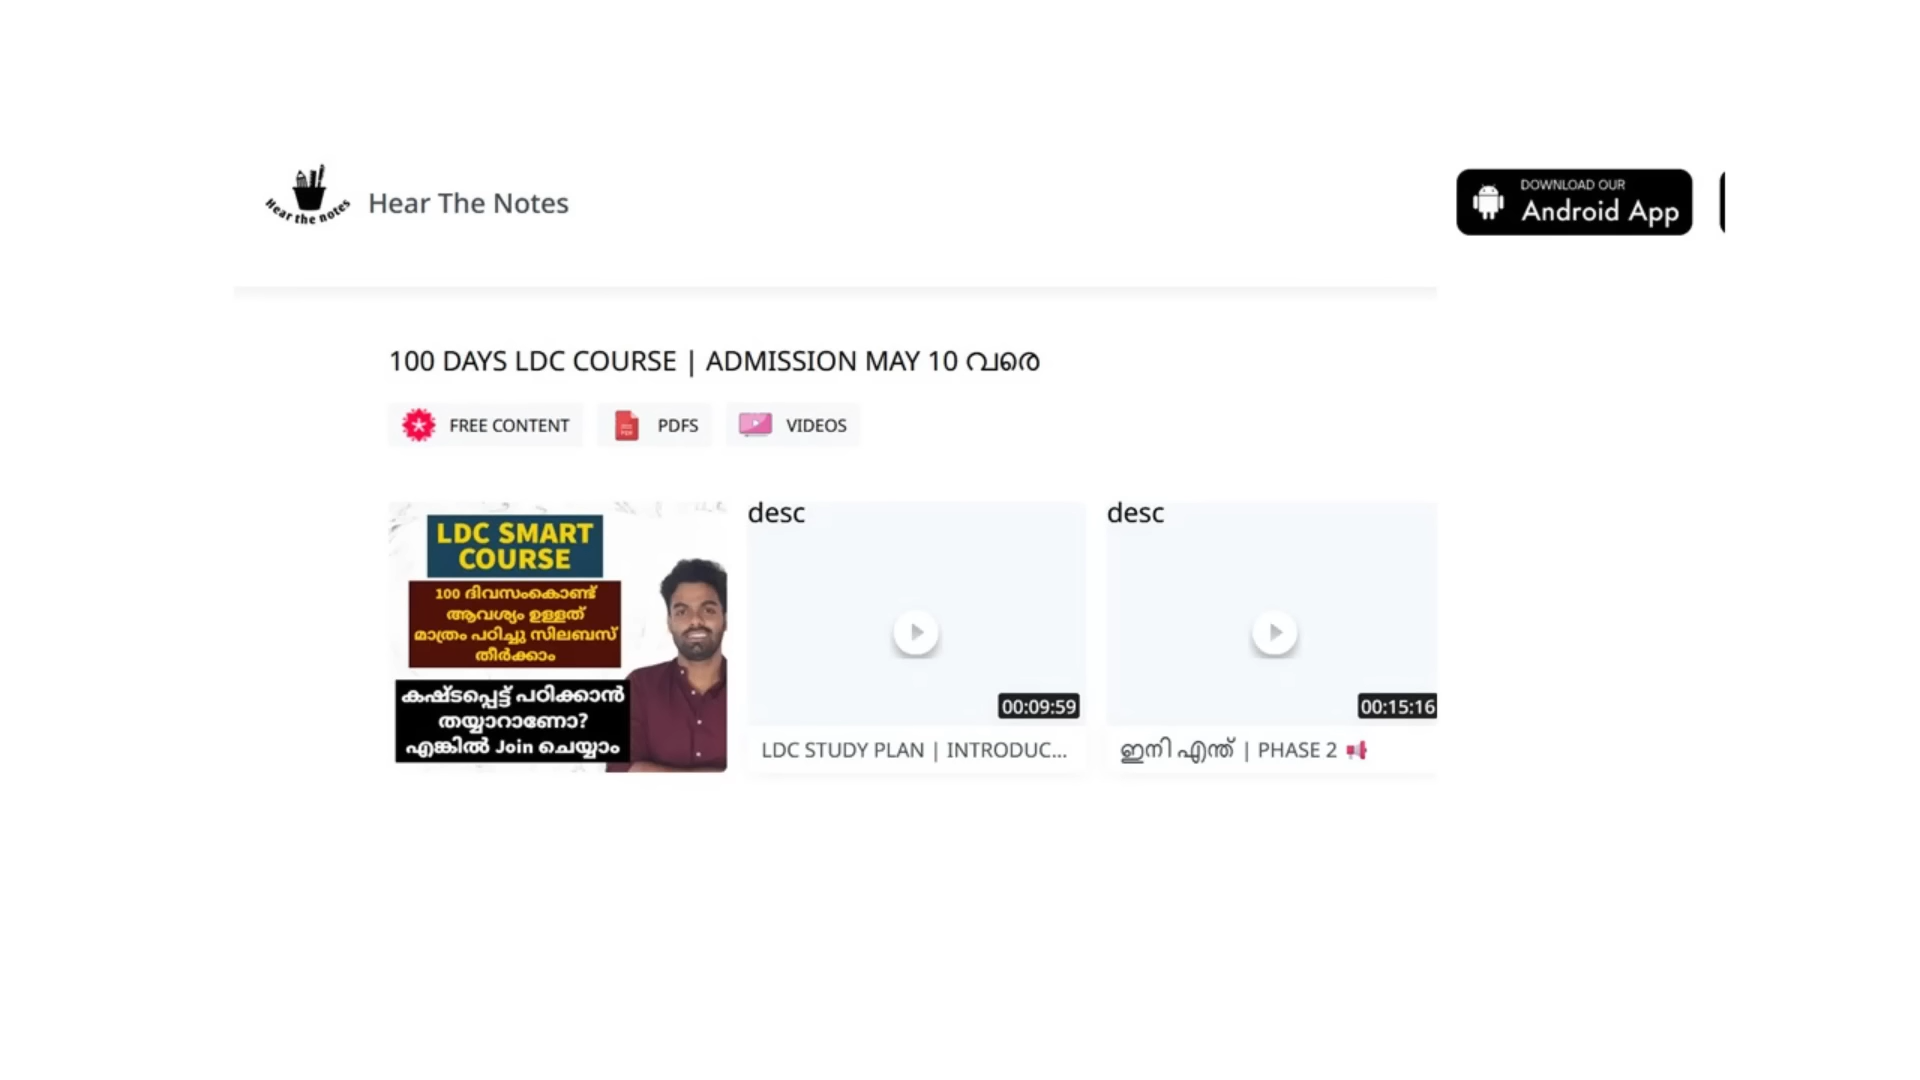 Hear the notes
Hear The Notes
DOWNLOAD OUR
Android App
100 DAYS LDC COURSE | ADMISSION MAY 10 വരെ
FREE CONTENT
PDFS
VIDEOS
LDC SMART
COURSE
100 ദിവസംകൊണ്ട്
ആവശ്യം ഉള്ളത്
മാത്രം പഠിച്ചു സിലബസ്
തീർക്കാം
കഷ്ടപ്പെട്ട് പഠിക്കാൻ
തയ്യാറാണോ?
എങ്കിൽ Join ചെയ്യാം
desc
00:09:59
LDC STUDY PLAN | INTRODUC...
desc
00:15:16
ഇനി എന്ത് | PHASE 2